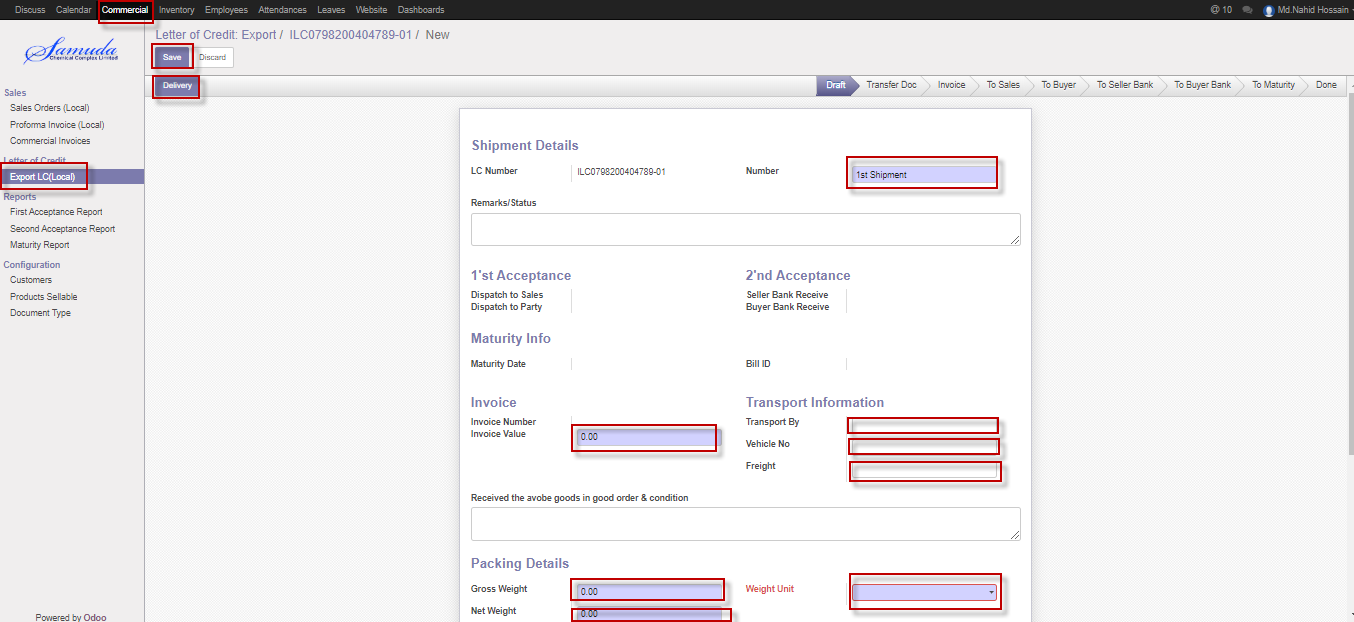 Discuss Calendar Commercial Inventory Employees Attendances Leaves Website Dashboards @ 10 Md.Nahid Hossain
Samuda
Chemical Complex Limited
Letter of Credit: Export / ILC0798200404789-01 / New
Save Discard
Delivery
Draft Transfer Doc Invoice To Sales To Buyer To Seller Bank To Buyer Bank To Maturity Done
Sales
Sales Orders (Local)
Proforma Invoice (Local)
Commercial Invoices
Letter of Credit
Export LC(Local)
Reports
First Acceptance Report
Second Acceptance Report
Maturity Report
Configuration
Customers
Products Sellable
Document Type
Powered by Odoo
Shipment Details
LC Number ILC0798200404789-01 Number 1st Shipment
Remarks/Status
1'st Acceptance 2'nd Acceptance
Dispatch to Sales Seller Bank Receive
Dispatch to Party Buyer Bank Receive
Maturity Info
Maturity Date Bill ID
Invoice Transport Information
Invoice Number Transport By
Invoice Value 0.00
Vehicle No
Freight
Received the avobe goods in good order & condition
Packing Details
Gross Weight 0.00 Weight Unit
Net Weight 0.00